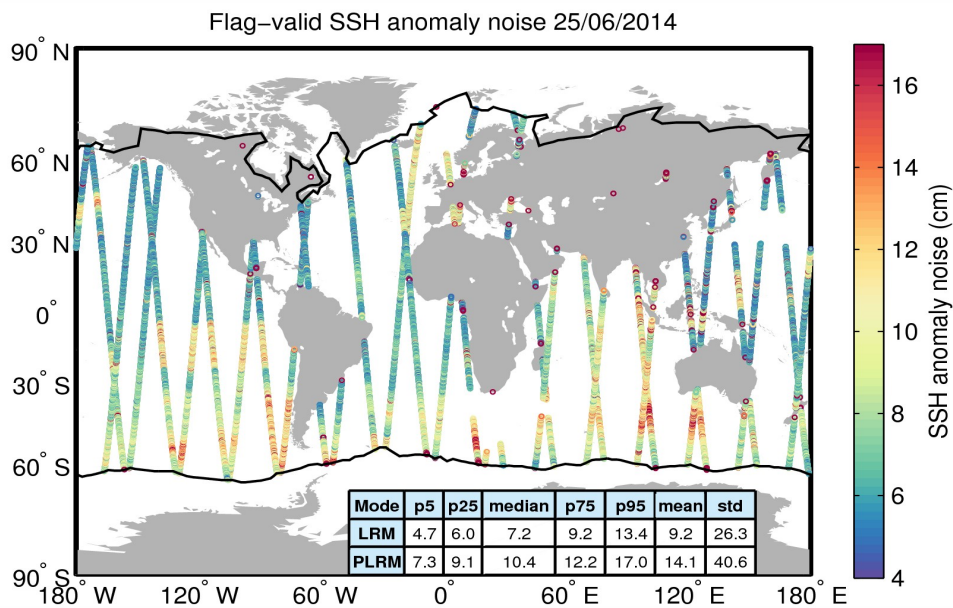 Flag−valid SSH anomaly noise 25/06/2014
90° N
60° N
30° N
0°
30° S
60° S
90° S
180° W
120° W
60° W
0°
60° E
120° E
180° E
Mode p5 p25 median p75 p95 mean std
LRM 4.7 6.0 7.2 9.2 13.4 9.2 26.3
PLRM 7.3 9.1 10.4 12.2 17.0 14.1 40.6
16
14
12
10
8
6
4
SSH anomaly noise (cm)